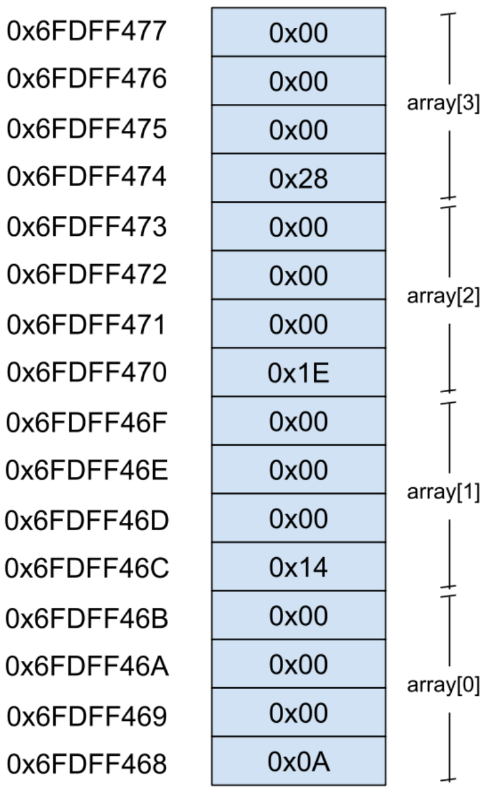 0x6FDFF477 0x00
0x6FDFF476 0x00
array[3]
0x6FDFF475 0x00
0x6FDFF474 0x28
0x6FDFF473 0x00
0x6FDFF472 0x00
array[2]
0x6FDFF471 0x00
0x6FDFF470 0x1E
0x6FDFF46F 0x00
0x6FDFF46E 0x00
array[1]
0x6FDFF46D 0x00
0x6FDFF46C 0x14
0x6FDFF46B 0x00
0x6FDFF46A 0x00
array[0]
0x6FDFF469 0x00
0x6FDFF468 0x0A